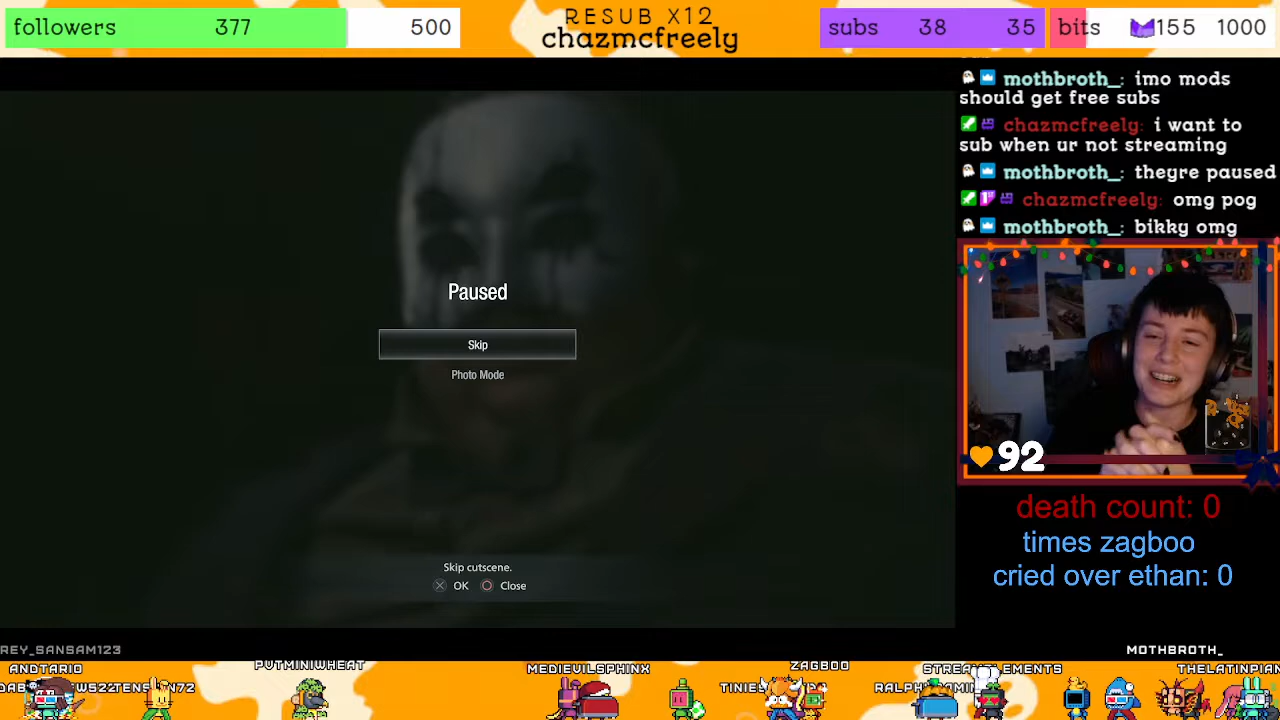 followers 377 500
RESUB X12
chazmcfreely
subs 38 35
bits 155 1000
mothbroth_: imo mods
should get free subs
chazmcfreely: i want to
sub when ur not streaming
mothbroth_: theyre paused
chazmcfreely: omg pog
mothbroth_: bikky omg
Paused
Skip
Photo Mode
Skip cutscene.
OK Close
92
death count: 0
times zagboo
cried over ethan: 0
REY_SANSAM123
MOTHBROTH_
ANDTARIO
PUTMINIWHEAT
MEDIEVILSPHINX
ZAGBOO
THELATINPIAN